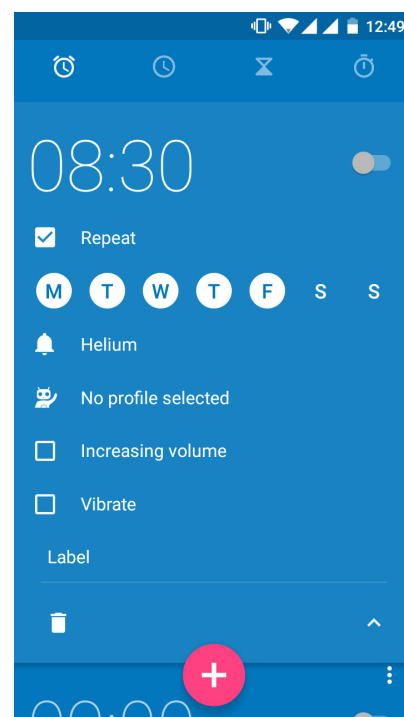 12:49
08:30
Repeat
M T W T F S S
Helium
No profile selected
Increasing volume
Vibrate
Label